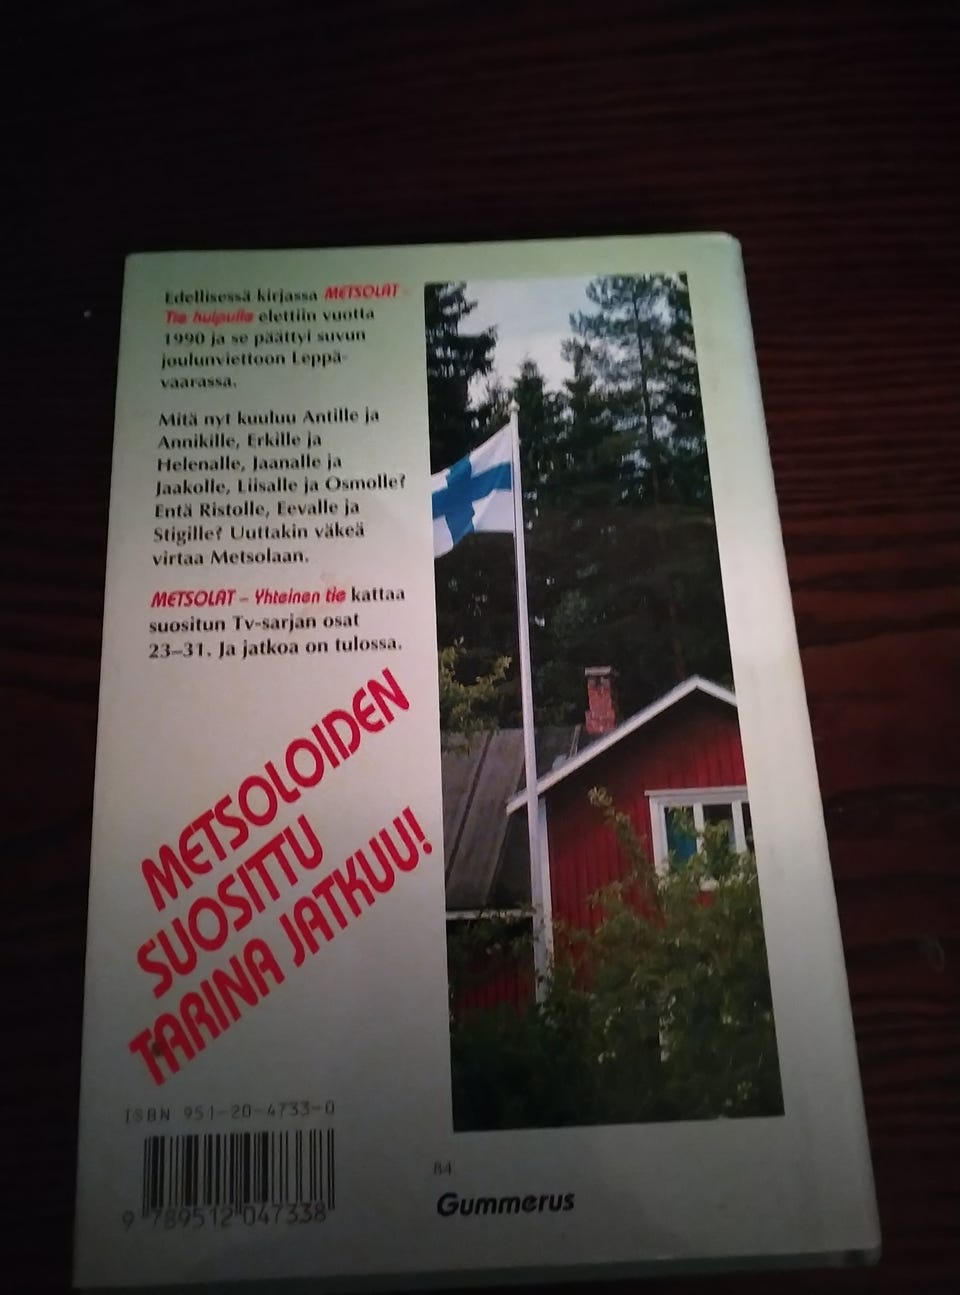 Edellisessä kirjassa METSOLAT -
Tie huipulle elettiin vuotta
1990 ja se päättyi suvun
joulunviettoon Leppä-
vaarassa.
Mitä nyt kuuluu Antille ja
Annikille, Erkille ja
Helenalle, Jaanalle ja
Jaakolle, Liisalle ja Osmolle?
Entä Ristolle, Eevalle ja
Stigille? Uuttakin väkeä
virtaa Metsolaan.
METSOLAT – Yhteinen tie kattaa
suositun Tv-sarjan osat
23–31. Ja jatkoa on tulossa.
METSOLOIDEN
SUOSITTU
TARINA JATKUU!
ISBN 951-20-4733-0
9 789512 047338
84
Gummerus